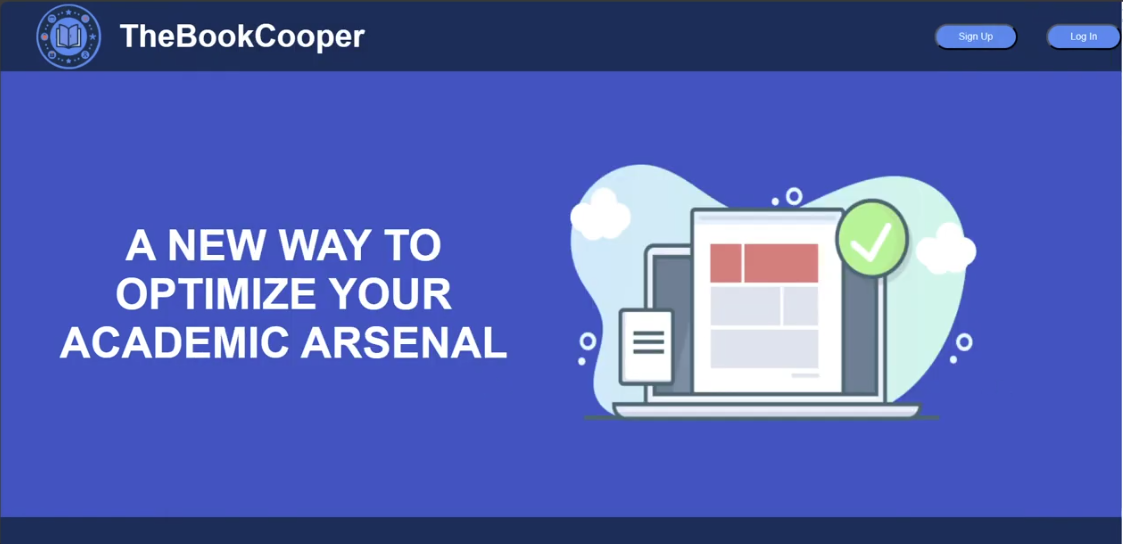 TheBookCooper
Sign Up
Log In
A NEW WAY TO
OPTIMIZE YOUR
ACADEMIC ARSENAL